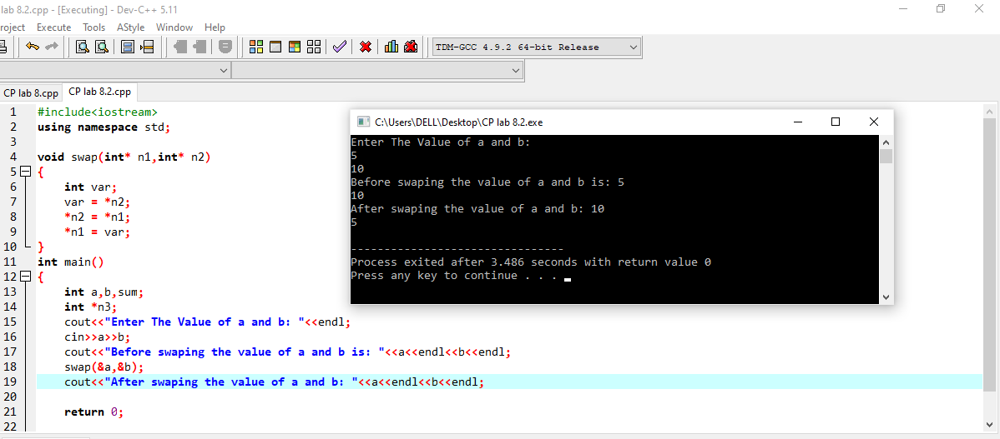 lab 8.2.cpp - [Executing] - Dev-C++ 5.11
roject Execute Tools AStyle Window Help
TDM-GCC 4.9.2 64-bit Release
CP lab 8.cpp CP lab 8.2.cpp
1 #include<iostream>
2 using namespace std;
3
4 void swap(int* n1,int* n2)
5 {
6 int var;
7 var = *n2;
8 *n2 = *n1;
9 *n1 = var;
10 }
11 int main()
12 {
13 int a,b,sum;
14 int *n3;
15 cout<<"Enter The Value of a and b: "<<endl;
16 cin>>a>>b;
17 cout<<"Before swaping the value of a and b is: "<<a<<endl<<b<<endl;
18 swap(&a,&b);
19 cout<<"After swaping the value of a and b: "<<a<<endl<<b<<endl;
20
21 return 0;
22
C:\Users\DELL\Desktop\CP lab 8.2.exe
Enter The Value of a and b:
5
10
Before swaping the value of a and b is: 5
10
After swaping the value of a and b: 10
5
--------------------------------
Process exited after 3.486 seconds with return value 0
Press any key to continue . . .